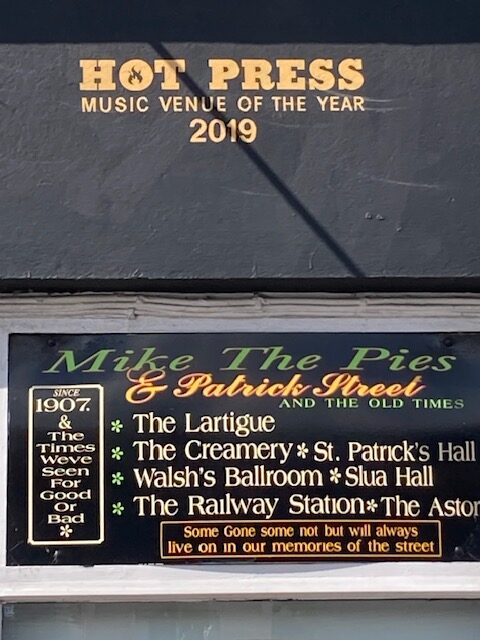 HOT PRESS
MUSIC VENUE OF THE YEAR
2019
Mike The Pies
& Patrick Street
AND THE OLD TIMES
SINCE
1907.
&
The
Times
Weve
Seen
For
Good
Or
Bad
*
* The Lartigue
* The Creamery * St. Patrick's Hall
* Walsh's Ballroom * Slua Hall
* The Railway Station * The Astor
Some Gone some not but will always
live on in our memories of the street